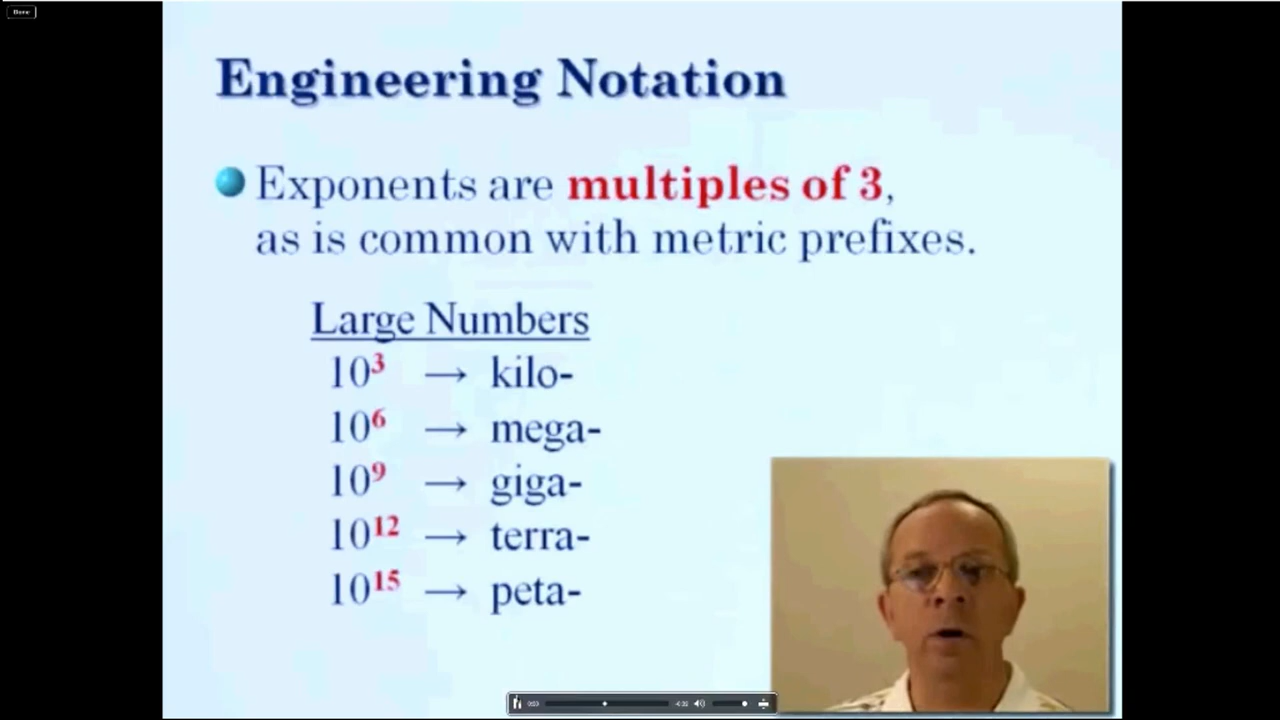 Done
Engineering Notation
Exponents are multiples of 3,
as is common with metric prefixes.
Large Numbers
10³ → kilo-
10⁶ → mega-
10⁹ → giga-
10¹² → terra-
10¹⁵ → peta-